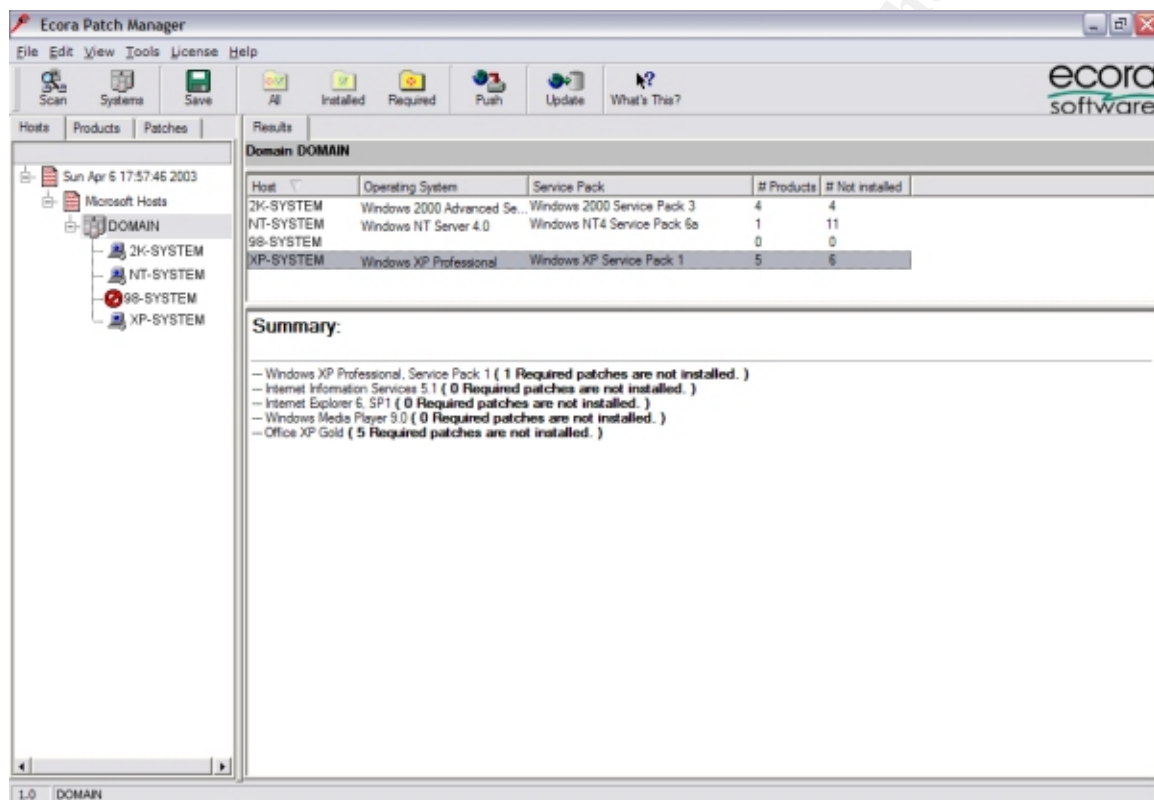 Ecora Patch Manager
File Edit View Tools License Help
Scan Systems Save All Installed Required Push Update What's This?
ecora
software
Hosts Products Patches
Results
Domain DOMAIN
Sun Apr 6 17:57:46 2003
Microsoft Hosts
DOMAIN
2K-SYSTEM
NT-SYSTEM
98-SYSTEM
XP-SYSTEM
Host Operating System Service Pack # Products # Not installed
2K-SYSTEM Windows 2000 Advanced Se... Windows 2000 Service Pack 3 4 4
NT-SYSTEM Windows NT Server 4.0 Windows NT4 Service Pack 6a 1 11
98-SYSTEM 0 0
XP-SYSTEM Windows XP Professional Windows XP Service Pack 1 5 6
Summary:
--- Windows XP Professional, Service Pack 1 ( 1 Required patches are not installed. )
--- Internet Information Services 5.1 ( 0 Required patches are not installed. )
--- Internet Explorer 6, SP1 ( 0 Required patches are not installed. )
--- Windows Media Player 9.0 ( 0 Required patches are not installed. )
--- Office XP Gold ( 5 Required patches are not installed. )
1.0 DOMAIN